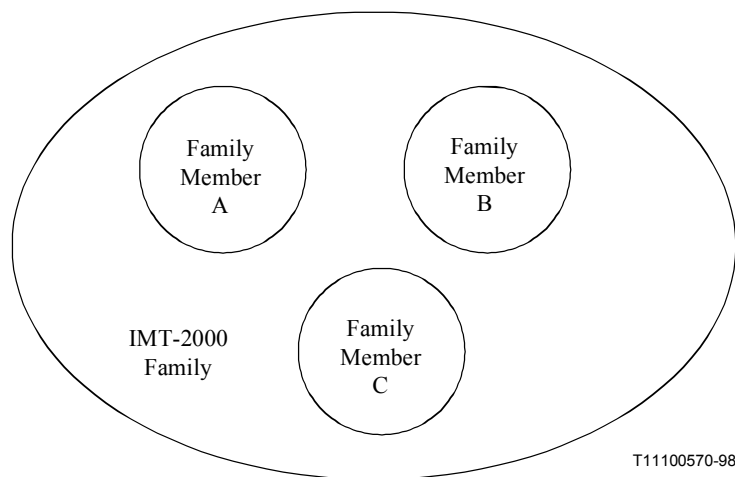 Family
Member
A
Family
Member
B
IMT-2000
Family
Family
Member
C
T11100570-98